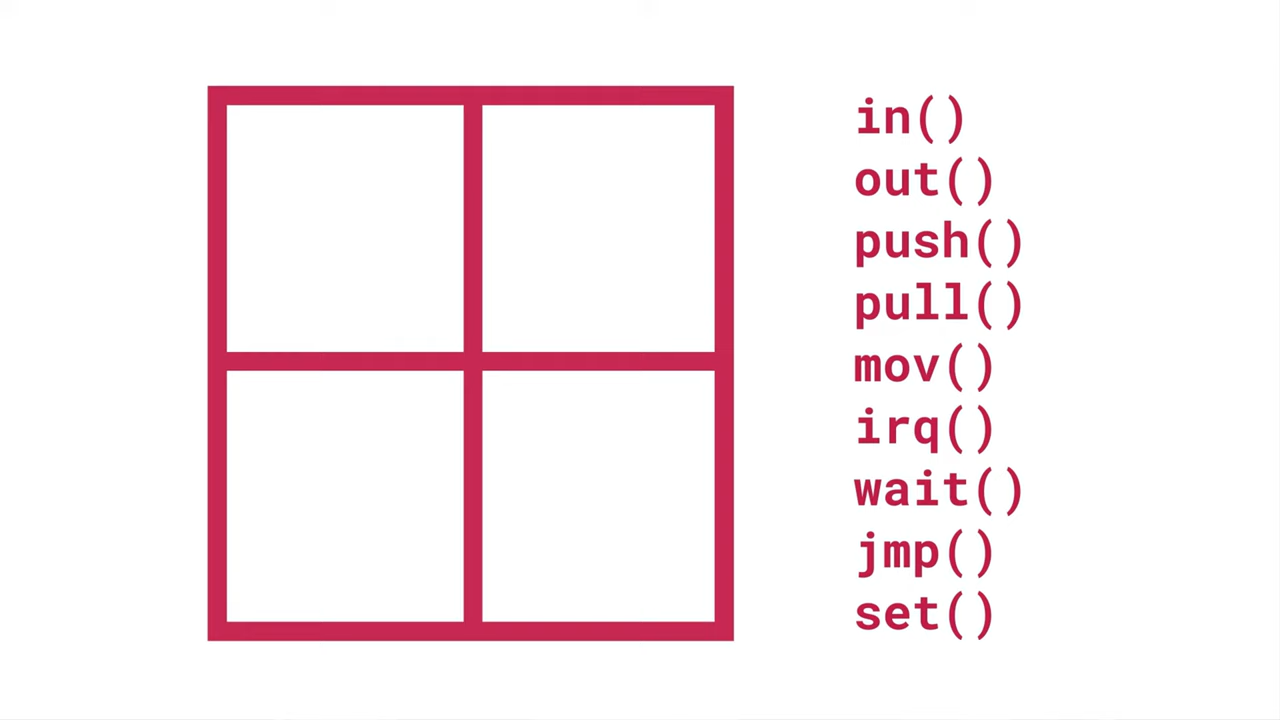 in()
out()
push()
pull()
mov()
irq()
wait()
jmp()
set()